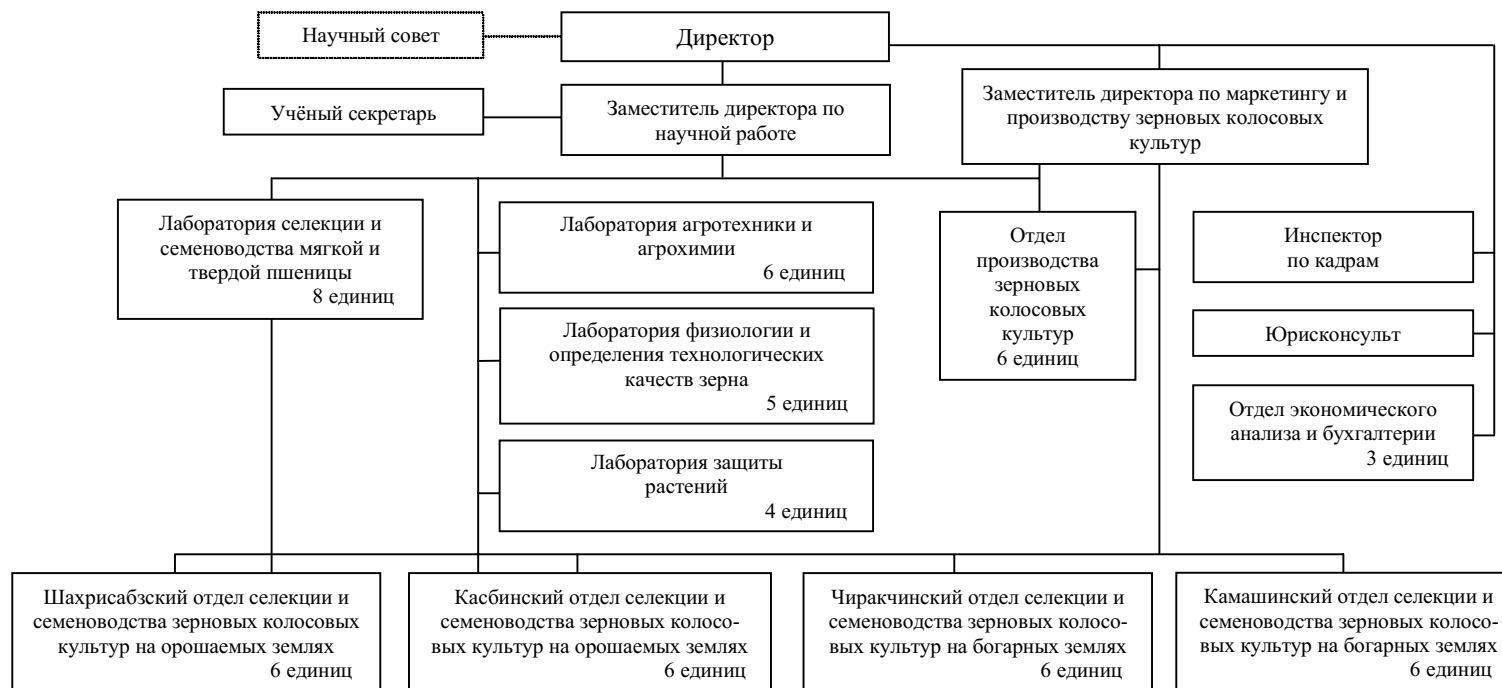 Научный совет
Директор
Учёный секретарь
Заместитель директора по
научной работе
Заместитель директора по маркетингу и
производству зерновых колосовых
культур
Лаборатория селекции и
семеноводства мягкой и
твердой пшеницы
8 единиц
Лаборатория агротехники и
агрохимии
6 единиц
Лаборатория физиологии и
определения технологических
качеств зерна
5 единиц
Лаборатория защиты
растений
4 единиц
Отдел
производства
зерновых
колосовых
культур
6 единиц
Инспектор
по кадрам
Юрисконсульт
Отдел экономического
анализа и бухгалтерии
3 единиц
Шахрисабзский отдел селекции и
семеноводства зерновых колосовых
культур на орошаемых землях
6 единиц
Касбинский отдел селекции и
семеноводства зерновых колосо-
вых культур на орошаемых землях
6 единиц
Чиракчинский отдел селекции и
семеноводства зерновых колосо-
вых культур на богарных землях
6 единиц
Камашинский отдел селекции и
семеноводства зерновых колосо-
вых культур на богарных землях
6 единиц